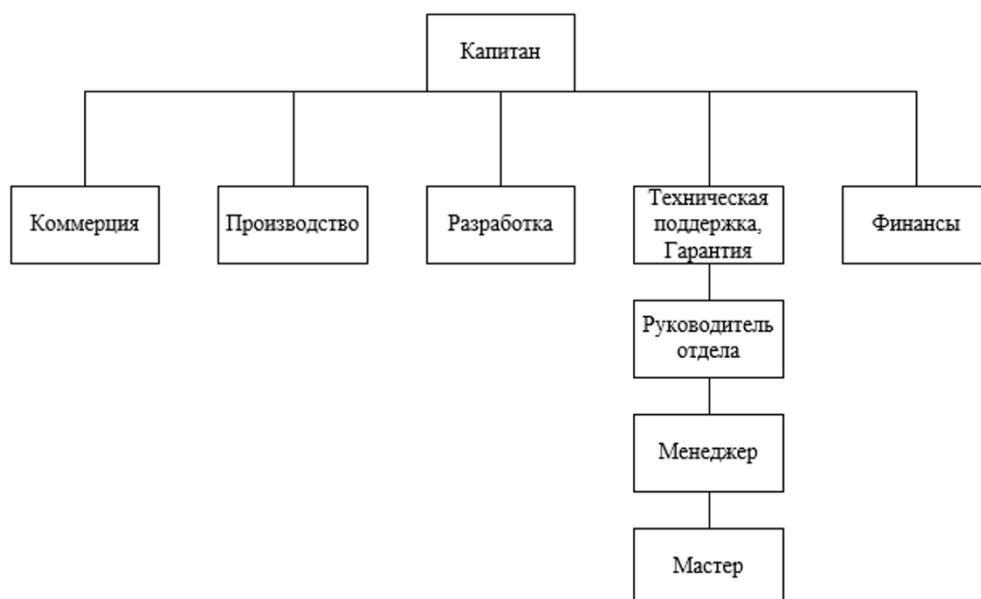 Капитан
Коммерция
Производство
Разработка
Техническая
поддержка,
Гарантия
Финансы
Руководитель
отдела
Менеджер
Мастер